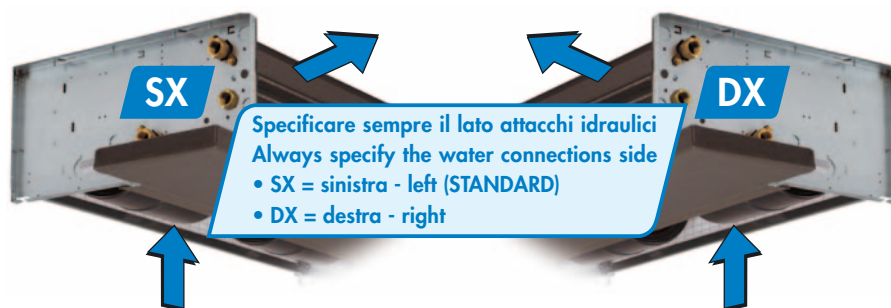 SX
DX
Specificare sempre il lato attacchi idraulici
Always specify the water connections side
• SX = sinistra - left (STANDARD)
• DX = destra - right